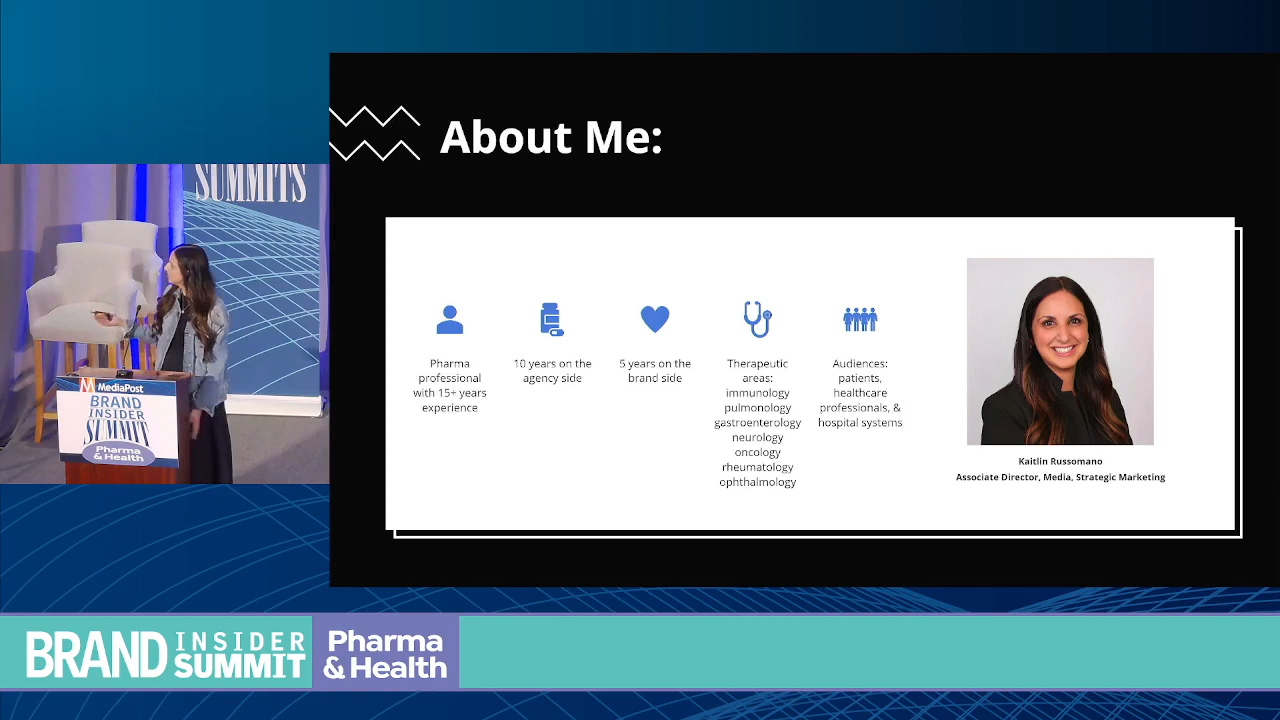 About Me:
Pharma
professional
with 15+ years
experience
10 years on the
agency side
5 years on the
brand side
Therapeutic
areas:
immunology
pulmonology
gastroenterology
neurology
oncology
rheumatology
ophthalmology
Audiences:
patients,
healthcare
professionals, &
hospital systems
Kaitlin Russomano
Associate Director, Media, Strategic Marketing
SUMMITS
MediaPost
BRAND
INSIDER
SUMMIT
Pharma
& Health
BRAND INSIDER
SUMMIT
Pharma
& Health